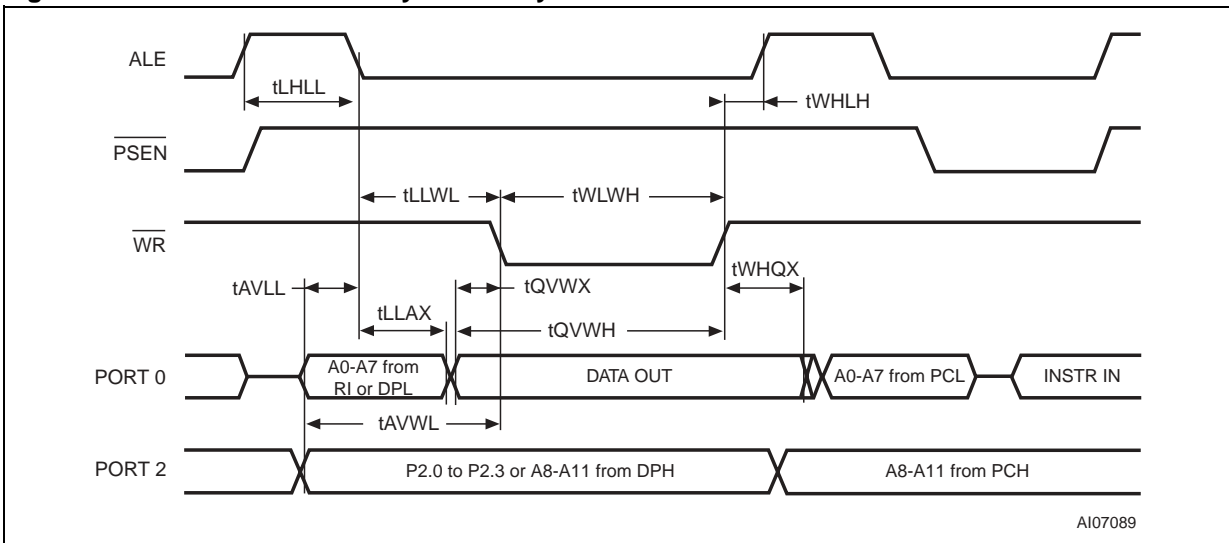 ALE
tLHLL
tWHLH
PSEN
tLLWL
tWLWH
WR
tWHQX
tAVLL
tQVWX
tLLAX
tQVWH
PORT 0
A0-A7 from
RI or DPL
DATA OUT
A0-A7 from PCL
INSTR IN
tAVWL
PORT 2
P2.0 to P2.3 or A8-A11 from DPH
A8-A11 from PCH
AI07089